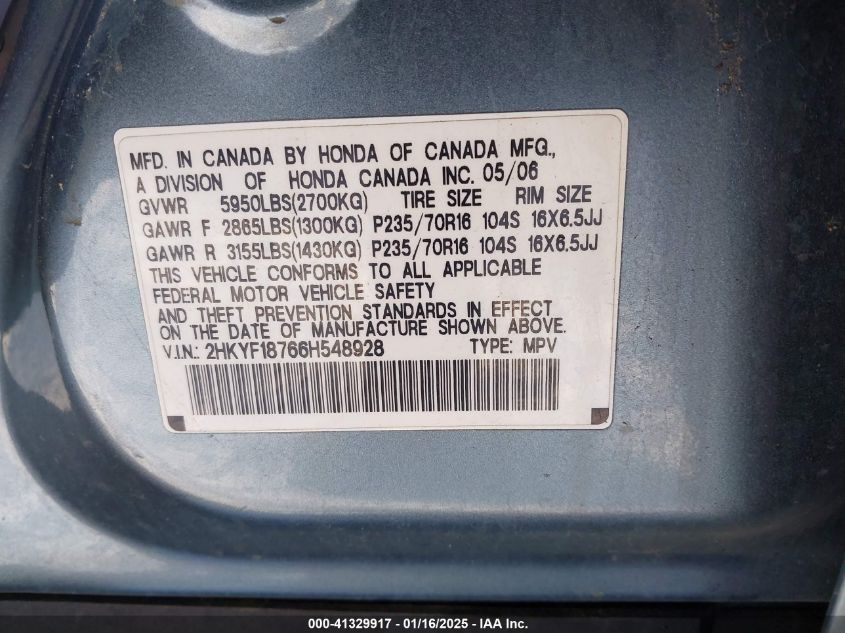 MFD. IN CANADA BY HONDA OF CANADA MFG.,
A DIVISION OF HONDA CANADA INC. 05/06
GVWR 5950LBS(2700KG) TIRE SIZE RIM SIZE
GAWR F 2865LBS(1300KG) P235/70R16 104S 16X6.5JJ
GAWR R 3155LBS(1430KG) P235/70R16 104S 16X6.5JJ
THIS VEHICLE CONFORMS TO ALL APPLICABLE
FEDERAL MOTOR VEHICLE SAFETY
AND THEFT PREVENTION STANDARDS IN EFFECT
ON THE DATE OF MANUFACTURE SHOWN ABOVE.
V.I.N.: 2HKYF18766H548928 TYPE: MPV
000-41329917 / 01/16/2025 / IAA Inc.